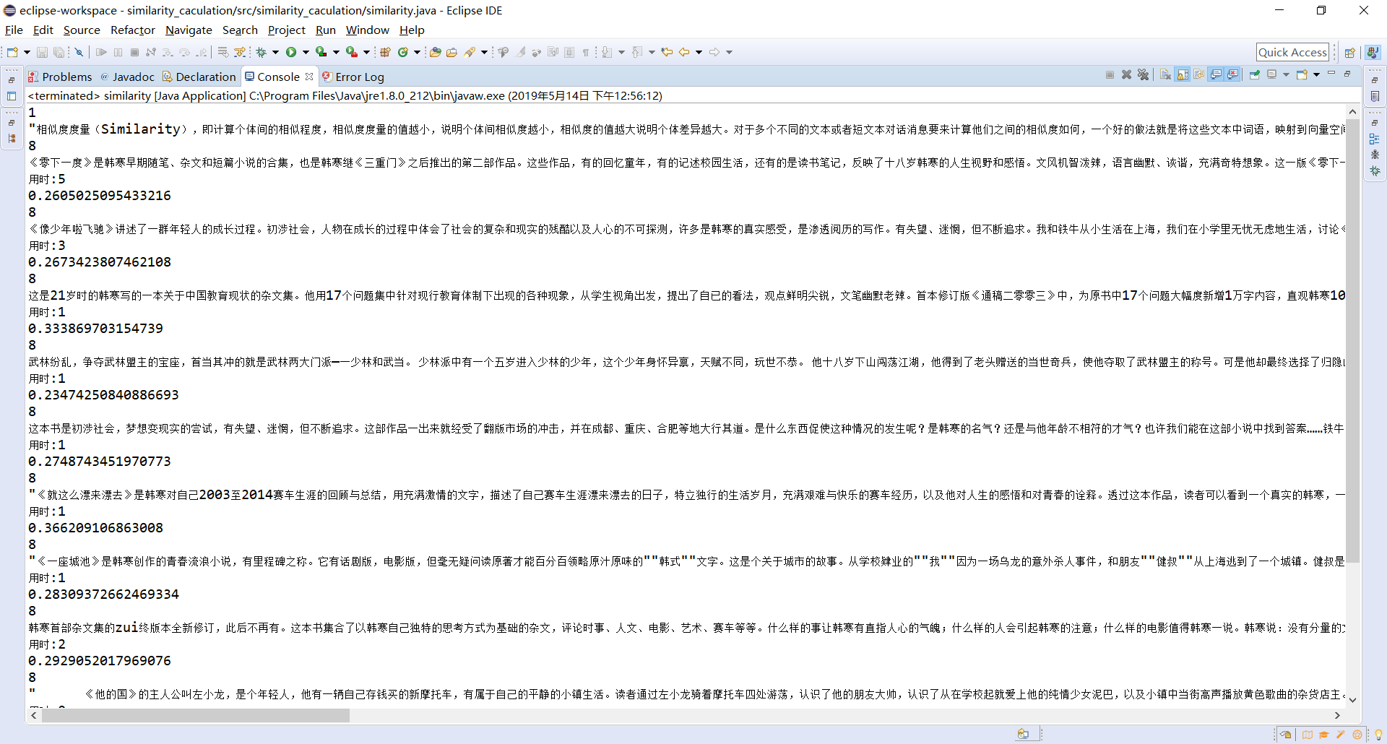 eclipse-workspace - similarity_caculation/src/similarity_caculation/similarity.java - Eclipse IDE
File Edit Source Refactor Navigate Search Project Run Window Help
Quick Access
Problems Javadoc Declaration Console Error Log
<terminated> similarity [Java Application] C:\Program Files\Java\jre1.8.0_212\bin\javaw.exe (2019年5月14日 下午12:56:12)
1
"相似度度量（Similarity），即计算个体间的相似程度，相似度度量的值越小，说明个体间相似度越小，相似度的值越大说明个体差异越大。对于多个不同的文本或者短文本对话消息要来计算他们之间的相似度如何，一个好的做法就是将这些文本中词语，映射到向量空间
8
《零下一度》是韩寒早期随笔、杂文和短篇小说的合集，也是韩寒继《三重门》之后推出的第二部作品。这些作品，有的回忆童年，有的记述校园生活，还有的是读书笔记，反映了十八岁韩寒的人生视野和感悟。文风机智泼辣，语言幽默、诙谐，充满奇特想象。这一版《零下一
用时:5
0.2605025095433216
8
《像少年啦飞驰》讲述了一群年轻人的成长过程。初涉社会，人物在成长的过程中体会了社会的复杂和现实的残酷以及人心的不可探测，许多是韩寒的真实感受，是渗透阅历的写作。有失望、迷惘，但不断追求。我和铁牛从小生活在上海，我们在小学里无忧无虑地生活，讨论《
用时:3
0.2673423807462108
8
这是21岁时的韩寒写的一本关于中国教育现状的杂文集。他用17个问题集中针对现行教育体制下出现的各种现象，从学生视角出发，提出了自已的看法，观点鲜明尖锐，文笔幽默老辣。首本修订版《通稿二零零三》中，为原书中17个问题大幅度新增1万字内容，直观韩寒10
用时:1
0.333869703154739
8
武林纷乱，争夺武林盟主的宝座，首当其冲的就是武林两大门派—一少林和武当。 少林派中有一个五岁进入少林的少年，这个少年身怀异禀，天赋不同，玩世不恭。 他十八岁下山闯荡江湖，他得到了老头赠送的当世奇兵，使他夺取了武林盟主的称号。可是他却最终选择了归隐山
用时:1
0.23474250840886693
8
这本书是初涉社会，梦想变现实的尝试，有失望、迷惘，但不断追求。这部作品一出来就经受了翻版市场的冲击，并在成都、重庆、合肥等地大行其道。是什么东西促使这种情况的发生呢？是韩寒的名气？还是与他年龄不相符的才气？也许我们能在这部小说中找到答案……铁牛
用时:1
0.2748743451970773
8
"《就这么漂来漂去》是韩寒对自己2003至2014赛车生涯的回顾与总结，用充满激情的文字，描述了自己赛车生涯漂来漂去的日子，特立独行的生活岁月，充满艰难与快乐的赛车经历，以及他对人生的感悟和对青春的诠释。透过这本作品，读者可以看到一个真实的韩寒，一
用时:1
0.366209106863008
8
"《一座城池》是韩寒创作的青春流浪小说，有里程碑之称。它有话剧版，电影版，但毫无疑问读原著才能百分百领略原汁原味的""韩式""文字。这是个关于城市的故事。从学校肄业的""我""因为一场乌龙的意外杀人事件，和朋友""健叔""从上海逃到了一个城镇。健叔是
用时:1
0.28309372662469334
8
韩寒首部杂文集的zui终版本全新修订，此后不再有。这本书集合了以韩寒自己独特的思考方式为基础的杂文，评论时事、人文、电影、艺术、赛车等等。什么样的事让韩寒有直指人心的气魄；什么样的人会引起韩寒的注意；什么样的电影值得韩寒一说。韩寒说：没有分量的文
用时:2
0.2929052017969076
8
" 《他的国》的主人公叫左小龙，是个年轻人，他有一辆自己存钱买的新摩托车，有属于自己的平静的小镇生活。读者通过左小龙骑着摩托车四处游荡，认识了他的朋友大帅，认识了从在学校起就爱上他的纯情少女泥巴，以及小镇中当街高声播放黄色歌曲的杂货店主。